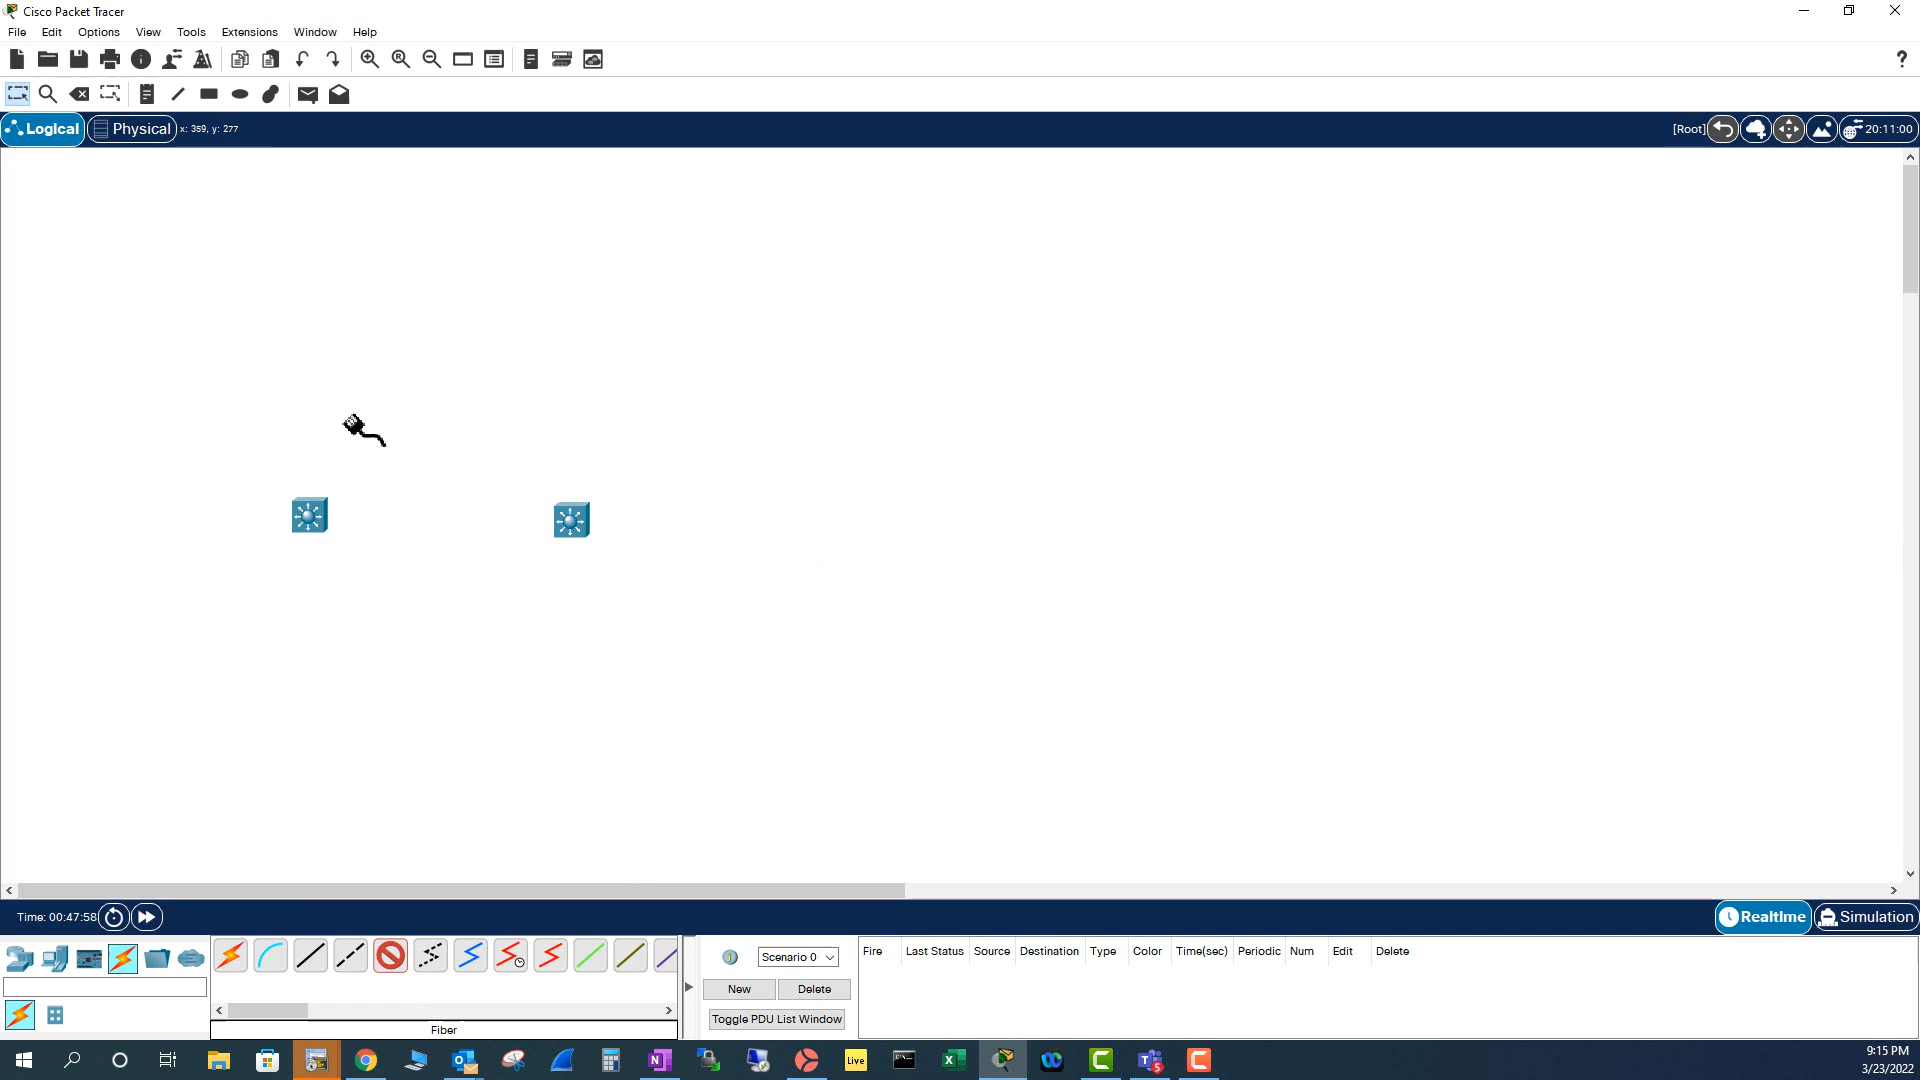 Cisco Packet Tracer
File Edit Options View Tools Extensions Window Help
?
Logical Physical x: 359, y: 277 [Root] 20:11:00
Time: 00:47:58 Realtime Simulation
Scenario 0 Fire Last Status Source Destination Type Color Time(sec) Periodic Num Edit Delete
New Delete
Toggle PDU List Window
Fiber
Live
9:15 PM
3/23/2022